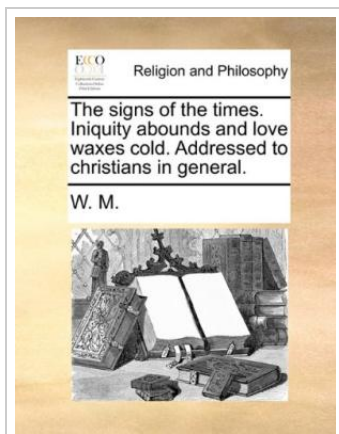 ECCO
Religion and Philosophy
The signs of the times.
Iniquity abounds and love
waxes cold. Addressed to
christians in general.
W. M.